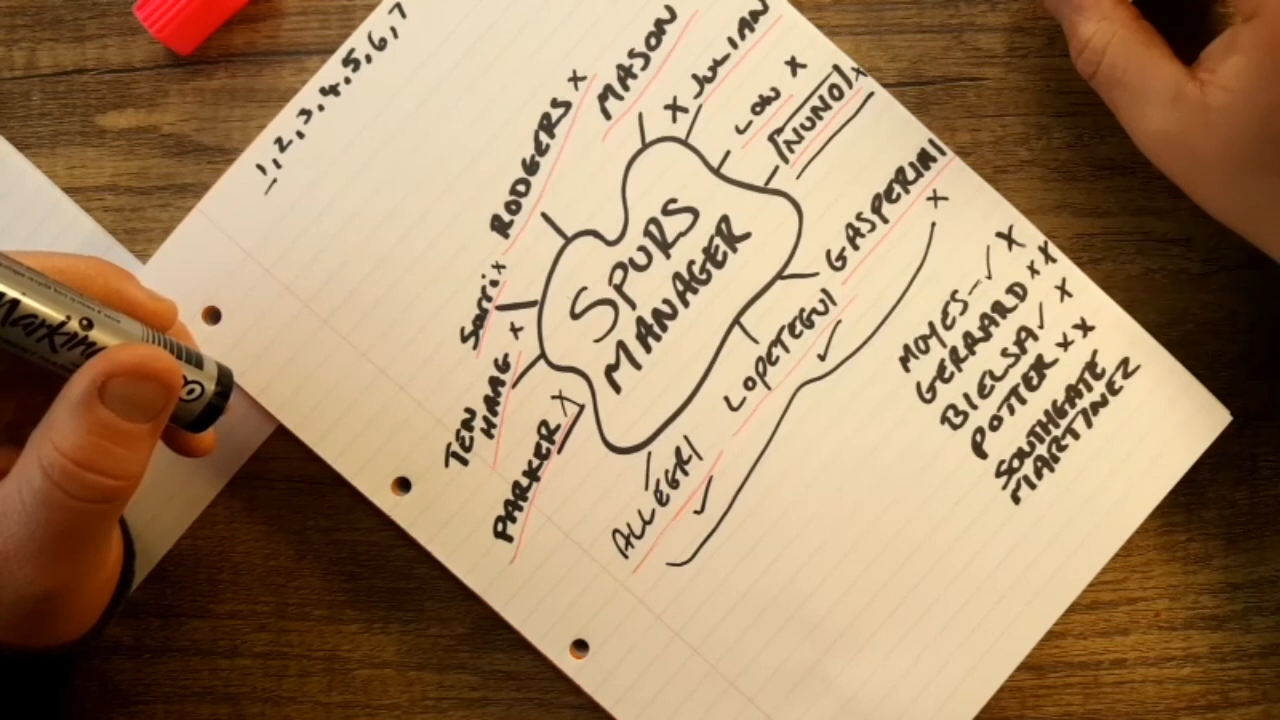 1, 2, 3, 4, 5, 6, 7
SPURS
MANAGER
MASON
X JULIAN
LOW X
NUNO X
GASPERINI
X
LOPETEGUI
✓
ALLEGRI
✓
PARKER X
TEN
HAAG X
Sarri x
RODGERS X
MOYES - ✓ X
GERRARD X X
BIELSA ✓ X
POTTER X X
SOUTHGATE
MARTINEZ
Marking